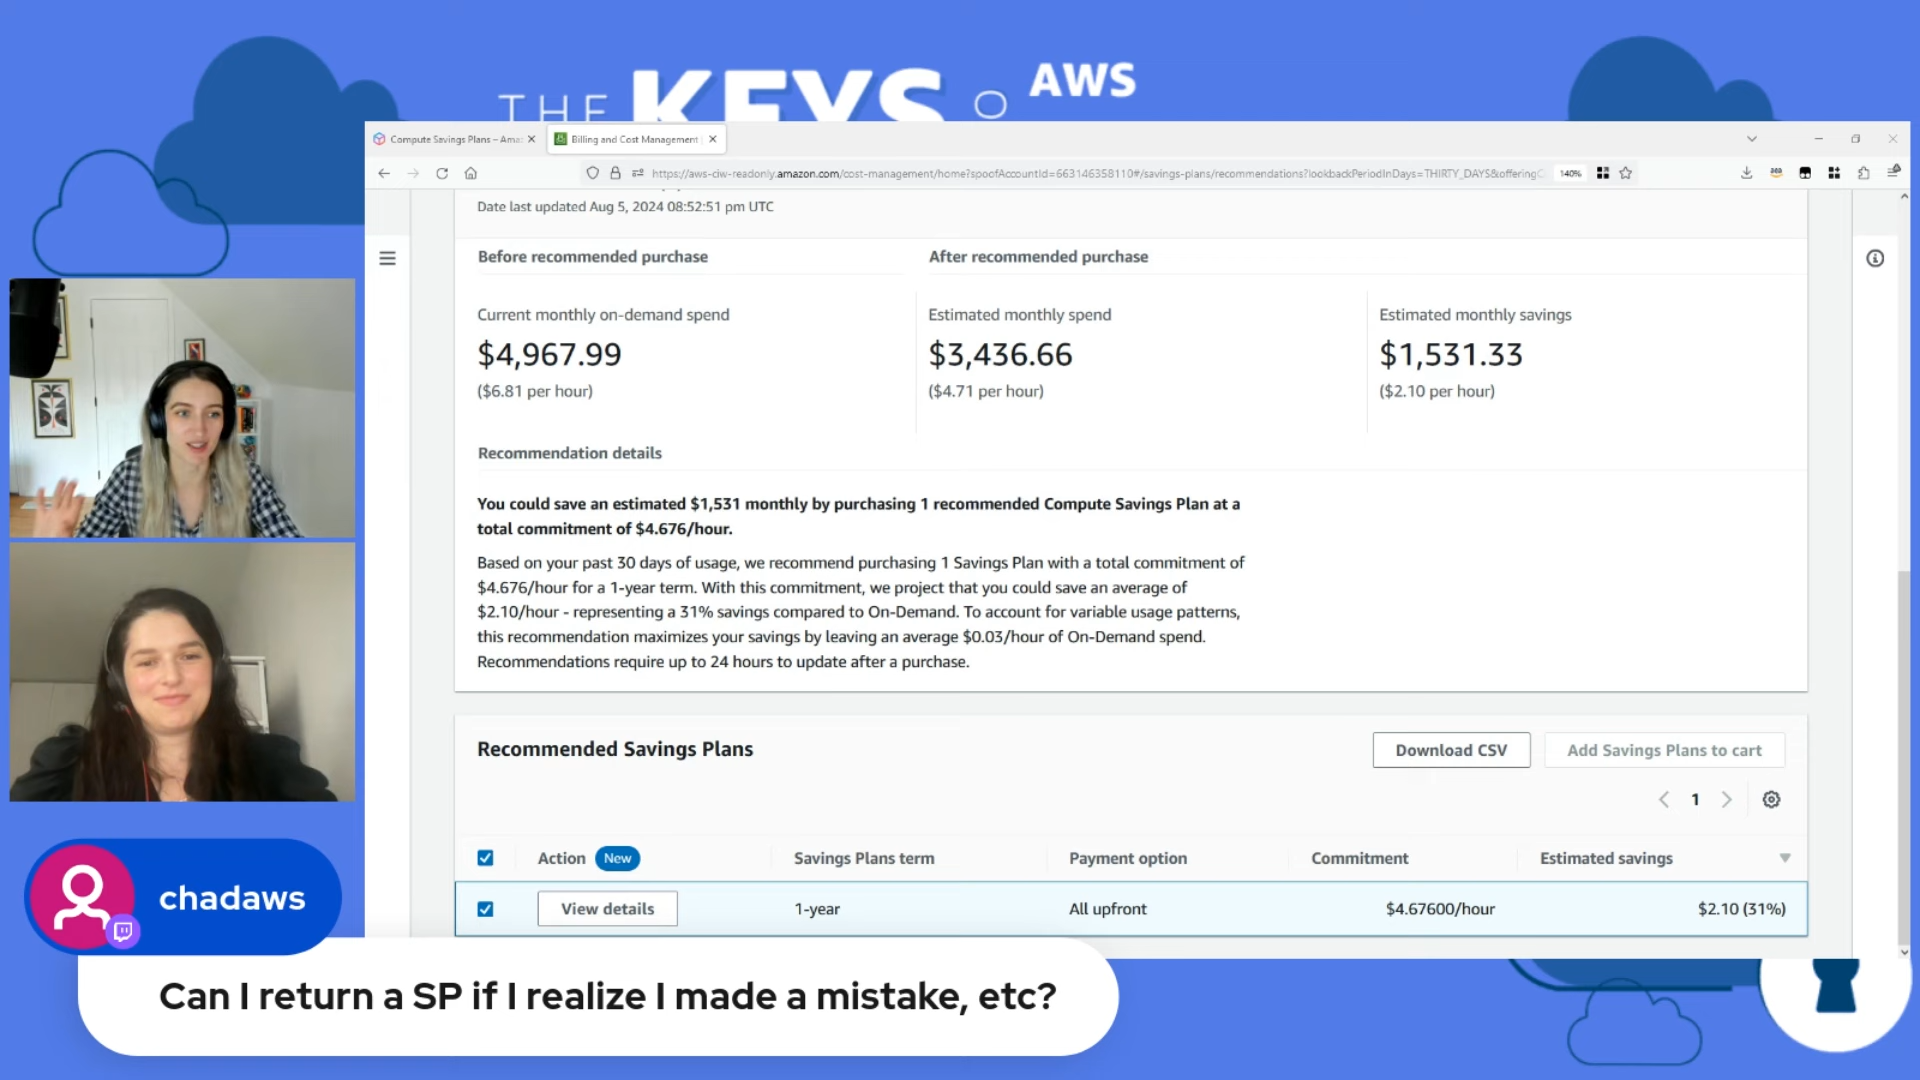 THE KEYS O AWS
Compute Savings Plans – Ama
Billing and Cost Management
https://aws-ciw-readonly.amazon.com/cost-management/home?spoofAccountId=663146358110#/savings-plans/recommendations?lookbackPeriodInDays=THIRTY_DAYS&offeringC
140%
Date last updated Aug 5, 2024 08:52:51 pm UTC
Before recommended purchase
After recommended purchase
Current monthly on-demand spend
Estimated monthly spend
Estimated monthly savings
$4,967.99
$3,436.66
$1,531.33
($6.81 per hour)
($4.71 per hour)
($2.10 per hour)
Recommendation details
You could save an estimated $1,531 monthly by purchasing 1 recommended Compute Savings Plan at a
total commitment of $4.676/hour.
Based on your past 30 days of usage, we recommend purchasing 1 Savings Plan with a total commitment of
$4.676/hour for a 1-year term. With this commitment, we project that you could save an average of
$2.10/hour - representing a 31% savings compared to On-Demand. To account for variable usage patterns,
this recommendation maximizes your savings by leaving an average $0.03/hour of On-Demand spend.
Recommendations require up to 24 hours to update after a purchase.
Recommended Savings Plans
Download CSV
Add Savings Plans to cart
1
Action New
Savings Plans term
Payment option
Commitment
Estimated savings
View details
1-year
All upfront
$4.67600/hour
$2.10 (31%)
chadaws
Can I return a SP if I realize I made a mistake, etc?